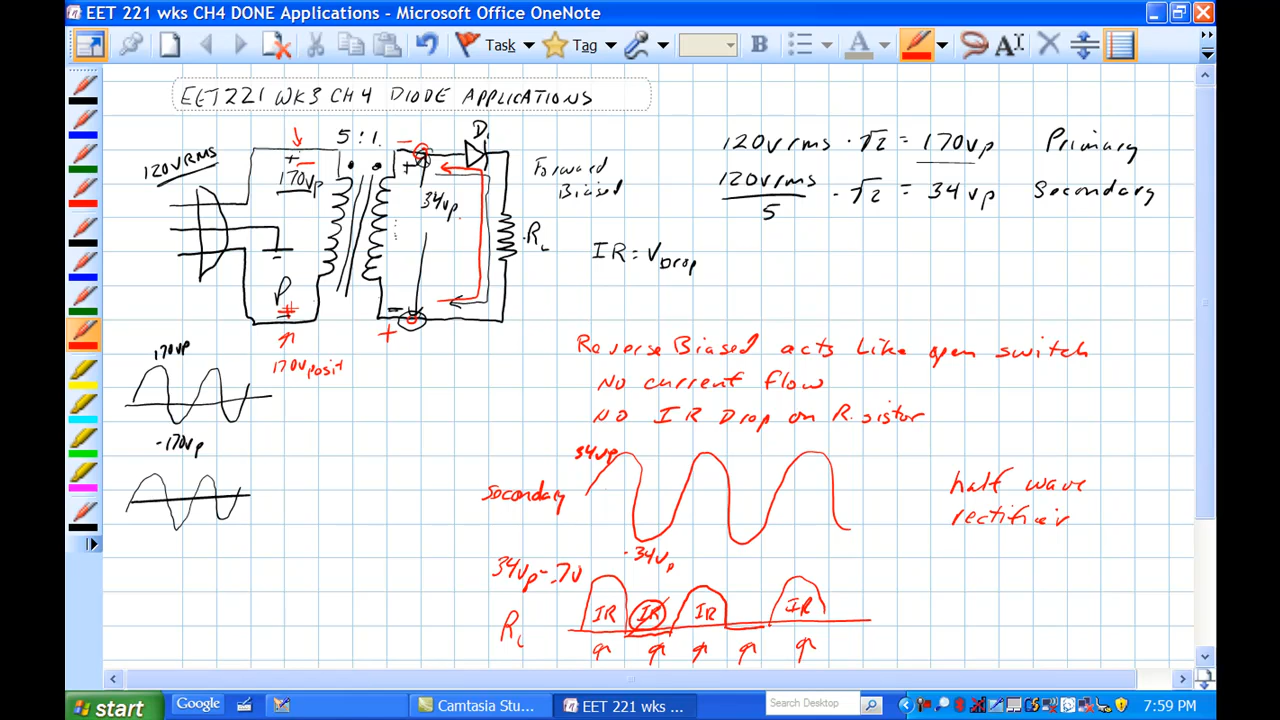 EET 221 wks CH4 DONE Applications - Microsoft Office OneNote
Task
Tag
B
A
EET221 WK3 CH4 DIODE APPLICATIONS
120VRMS
5:1
D1
+
-
170vp
+
-
34vp
Forward
Biased
RL
P
+
-
-
+
170vposit
120vrms · √2 = 170vp Primary
120vrms
5
· √2 = 34vp Secondary
IR = VDrop
170vp
-170vp
Reverse Biased acts Like open switch
No current flow
NO IR Drop on R.sistor
34vp
Secondary
-34vp
half wave
rectifier
34vp-.7v
RL
IR IR IR IR
start
Google
Camtasia Stu...
EET 221 wks ...
Search Desktop
7:59 PM